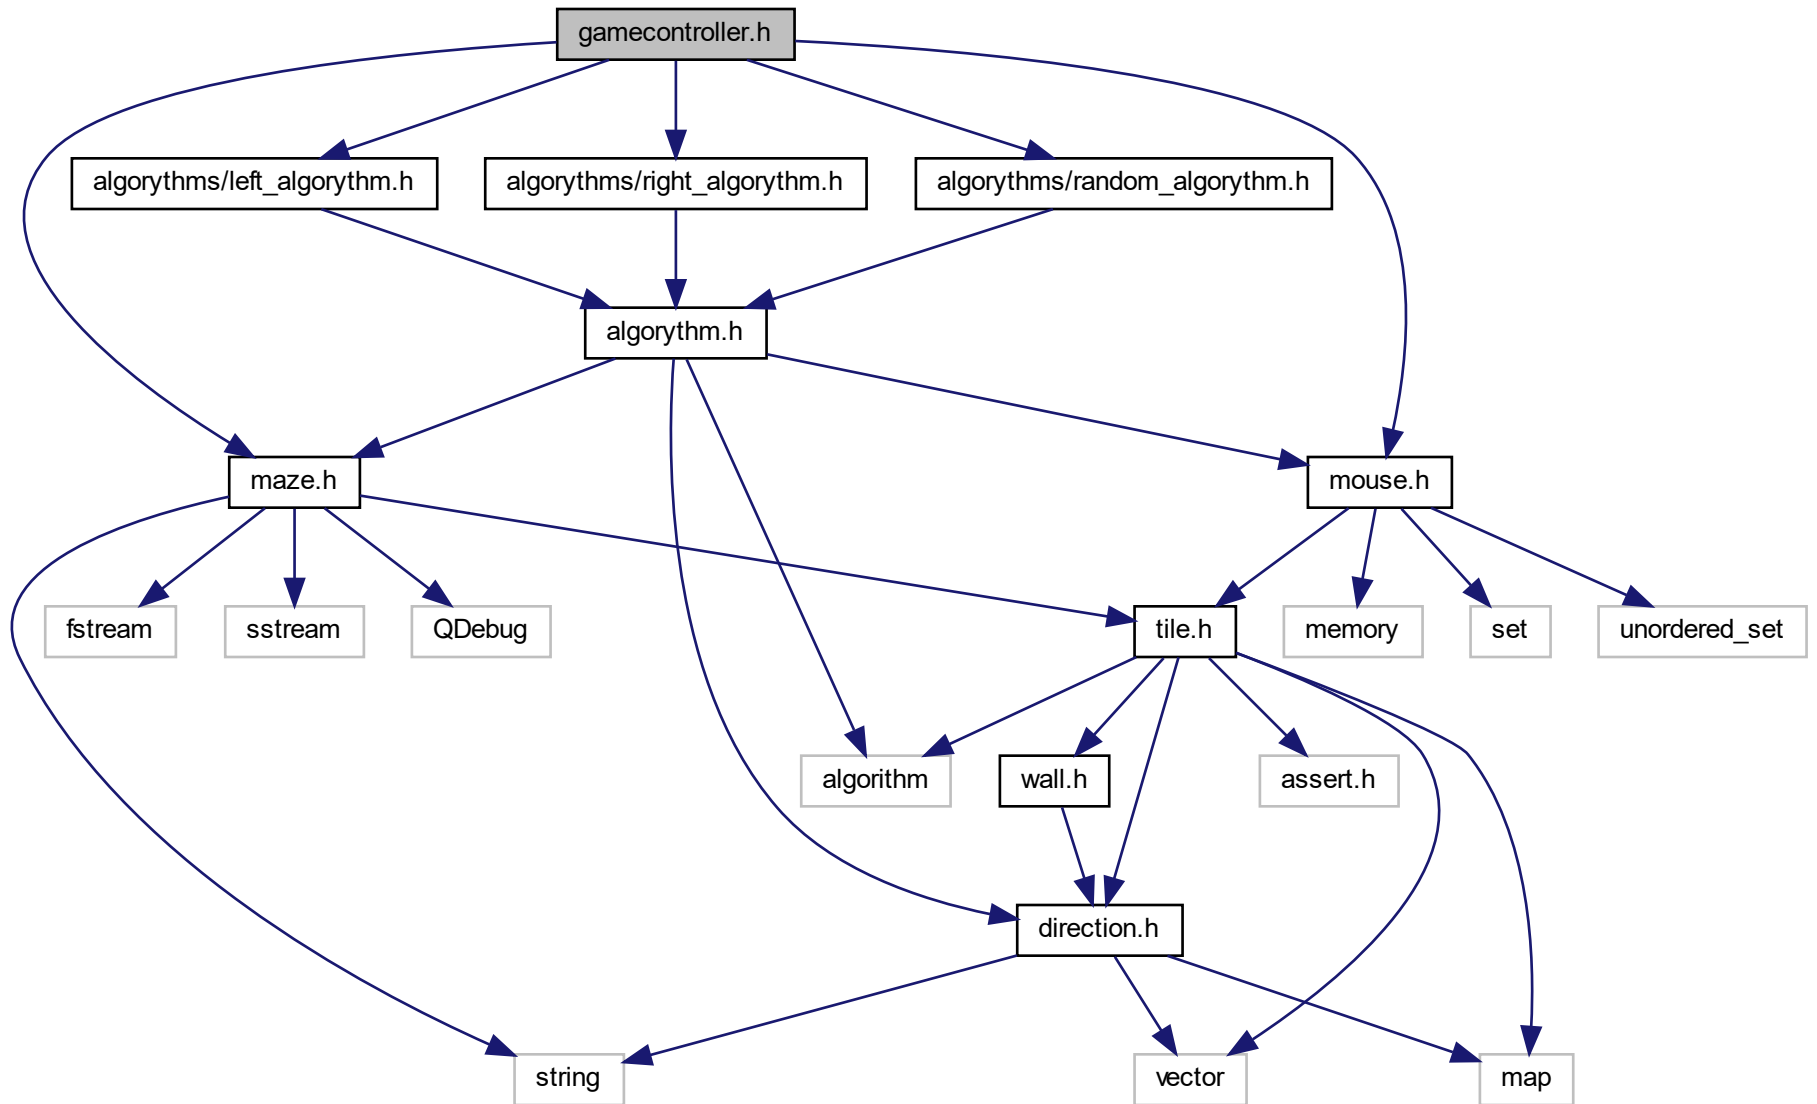 gamecontroller.h
algorythms/left_algorythm.h
algorythms/right_algorythm.h
algorythms/random_algorythm.h
algorythm.h
maze.h
mouse.h
fstream
sstream
QDebug
tile.h
memory
set
unordered_set
algorithm
wall.h
assert.h
direction.h
string
vector
map